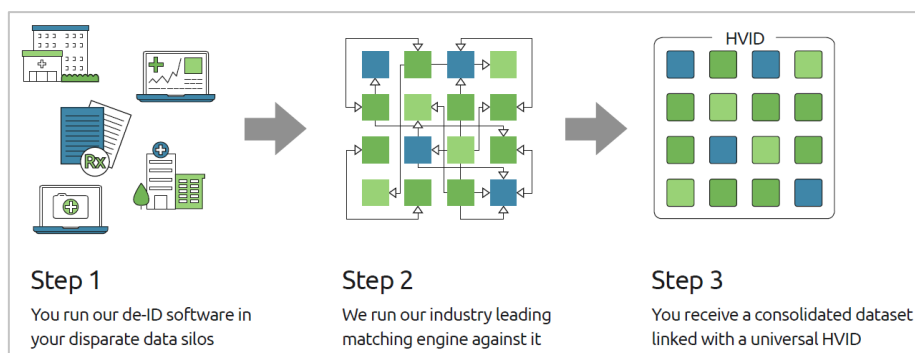 HVID
Rx
Step 1
You run our de-ID software in
your disparate data silos
Step 2
We run our industry leading
matching engine against it
Step 3
You receive a consolidated dataset
linked with a universal HVID